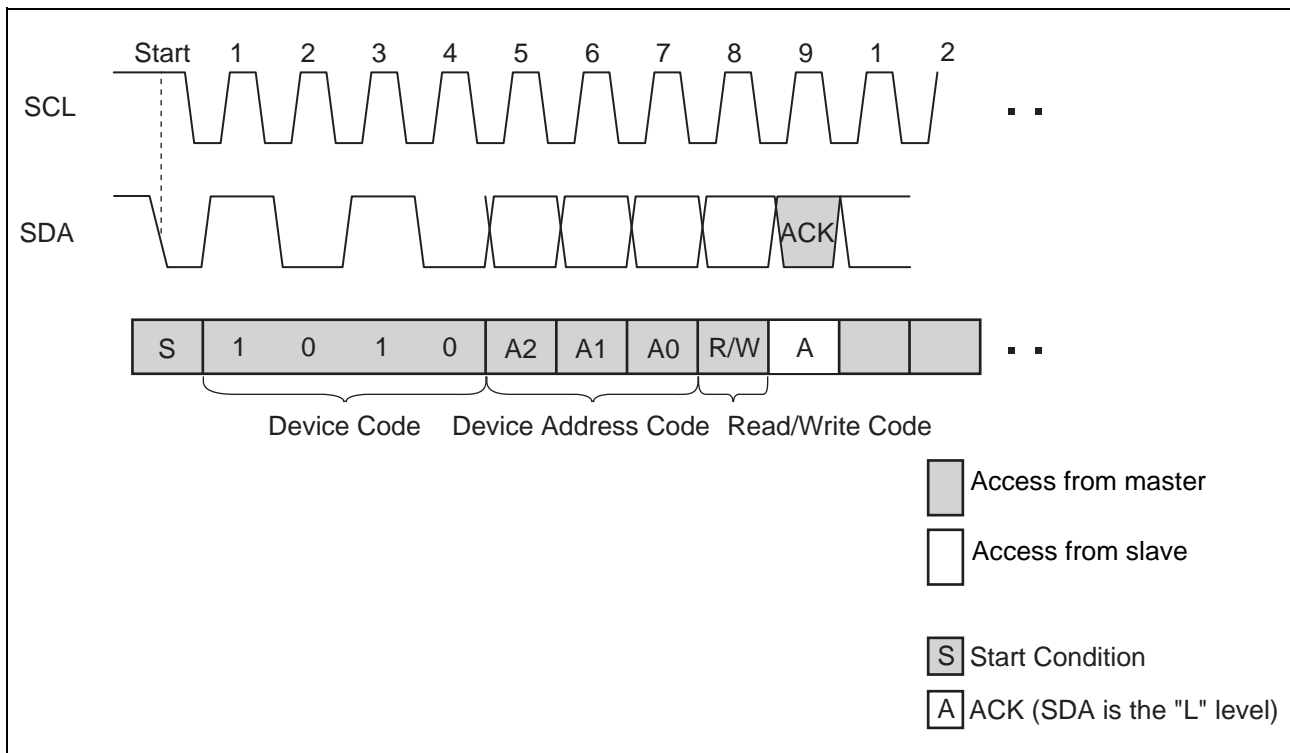 Start 1 2 3 4 5 6 7 8 9 1 2
SCL
SDA
ACK
S 1 0 1 0 A2 A1 A0 R/W A
Device Code Device Address Code Read/Write Code
Access from master
Access from slave
S Start Condition
A ACK (SDA is the "L" level)